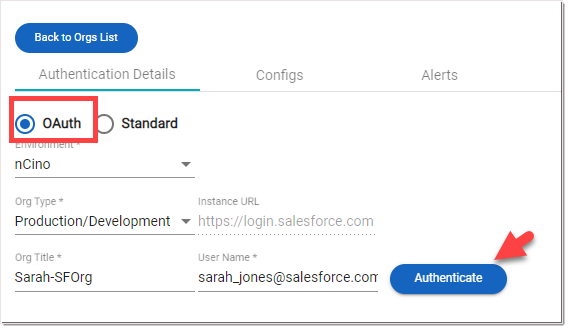 Back to Orgs List
Authentication Details Configs Alerts
OAuth Standard
Environment *
nCino
Org Type * Instance URL
Production/Development https://login.salesforce.com
Org Title * User Name *
Sarah-SFOrg sarah_jones@salesforce.com Authenticate